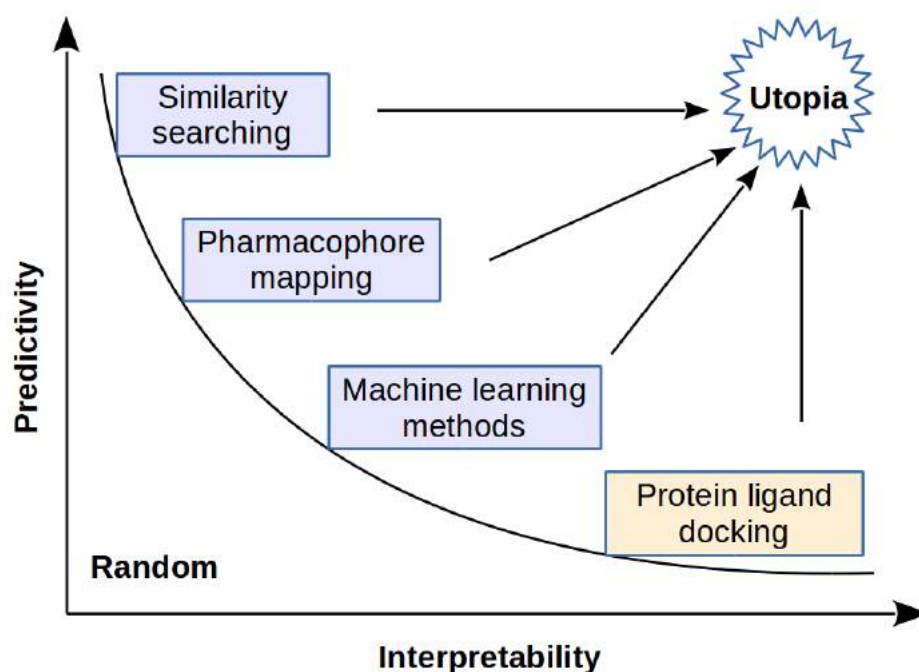 Similarity
searching
Utopia
Pharmacophore
mapping
Machine learning
methods
Protein ligand
docking
Random
Predictivity
Interpretability